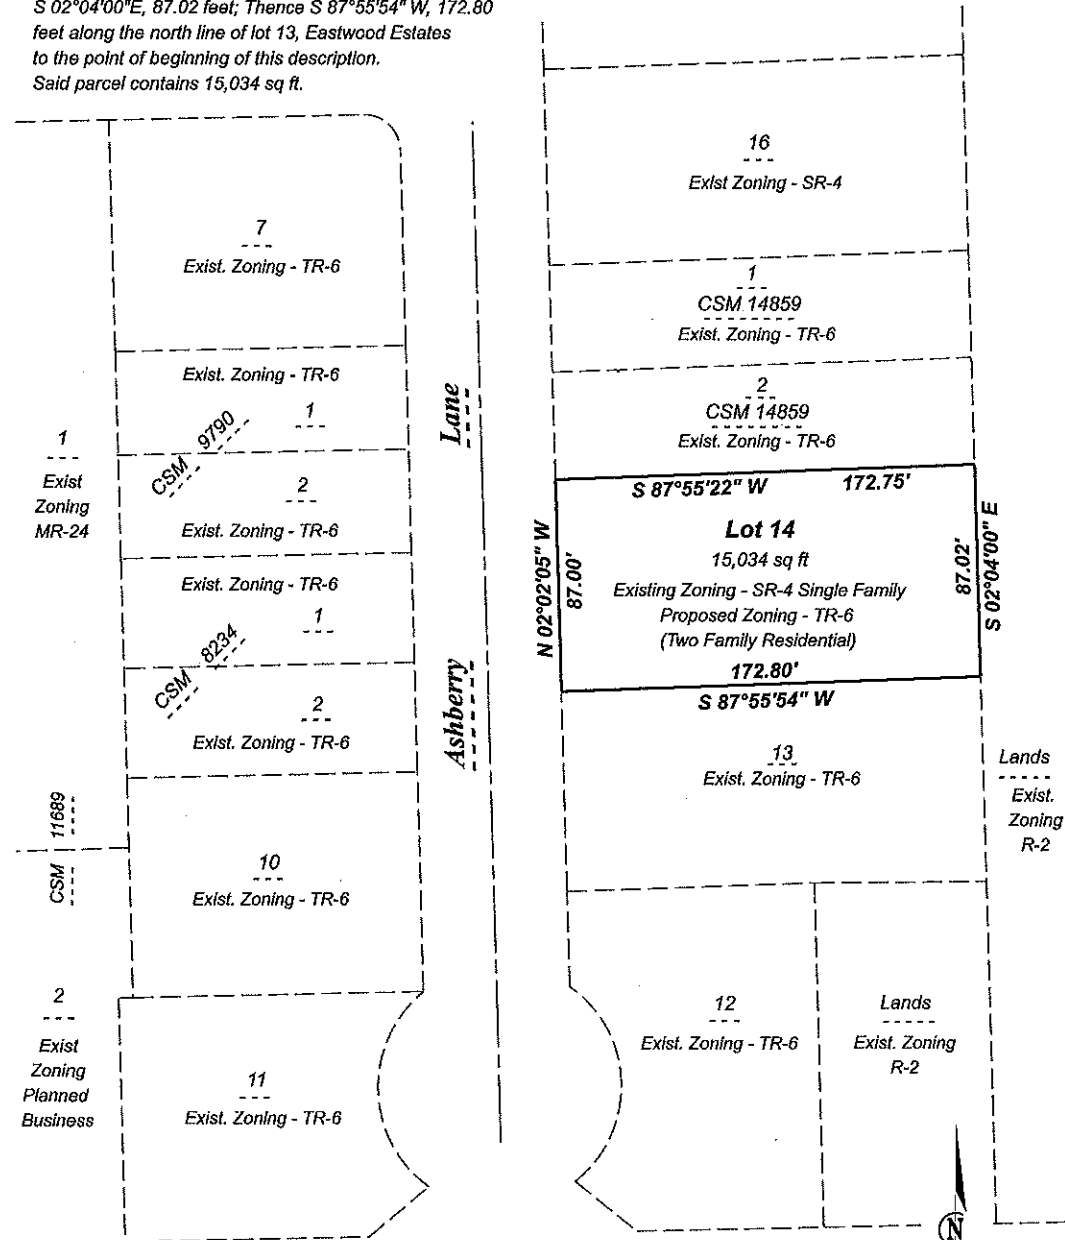 S 02°04'00"E, 87.02 feet; Thence S 87°55'54" W, 172.80
feet along the north line of lot 13, Eastwood Estates
to the point of beginning of this description.
Said parcel contains 15,034 sq ft.
16
Exist Zoning - SR-4
7
Exist. Zoning - TR-6
1
CSM 14859
Exist. Zoning - TR-6
Exist. Zoning - TR-6
1
CSM 9790
2
CSM 14859
Exist. Zoning - TR-6
Lane
1
Exist
Zoning
MR-24
2
Exist. Zoning - TR-6
S 87°55'22" W 172.75'
Lot 14
15,034 sq ft
Existing Zoning - SR-4 Single Family
Proposed Zoning - TR-6
(Two Family Residential)
172.80'
S 87°55'54" W
N 02°02'05" W
87.00'
87.02'
S 02°04'00" E
Exist. Zoning - TR-6
1
CSM 8234
2
Exist. Zoning - TR-6
Ashberry
13
Exist. Zoning - TR-6
Lands
Exist.
Zoning
R-2
CSM 11689
10
Exist. Zoning - TR-6
2
Exist
Zoning
Planned
Business
11
Exist. Zoning - TR-6
12
Exist. Zoning - TR-6
Lands
Exist. Zoning
R-2
N